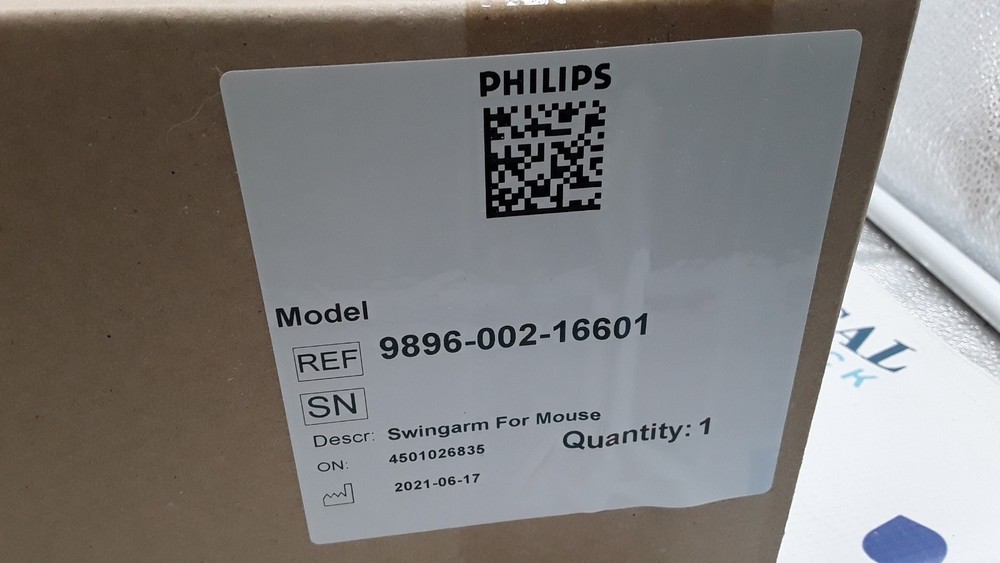 PHILIPS
Model
REF 9896-002-16601
SN
Descr: Swingarm For Mouse
Quantity: 1
ON: 4501026835
2021-06-17